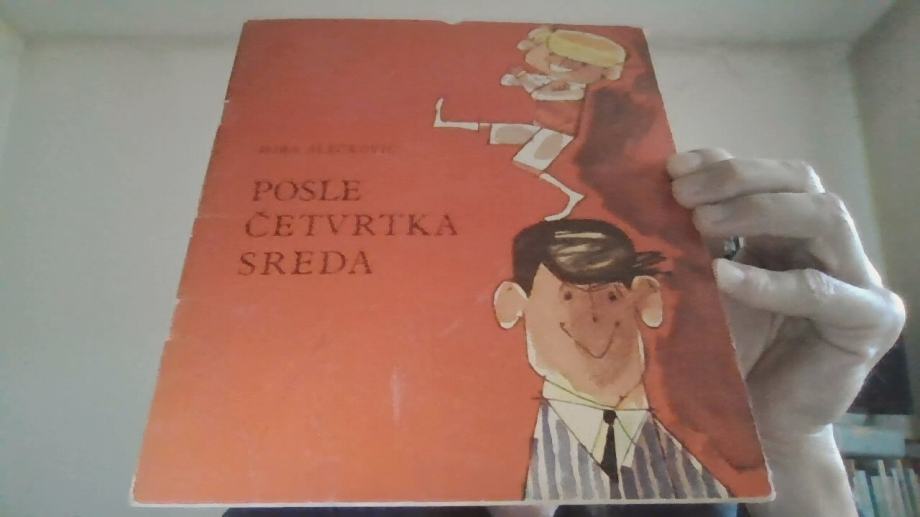 MIRA ALEČKOVIĆ
POSLE
ČETVRTKA
SREDA